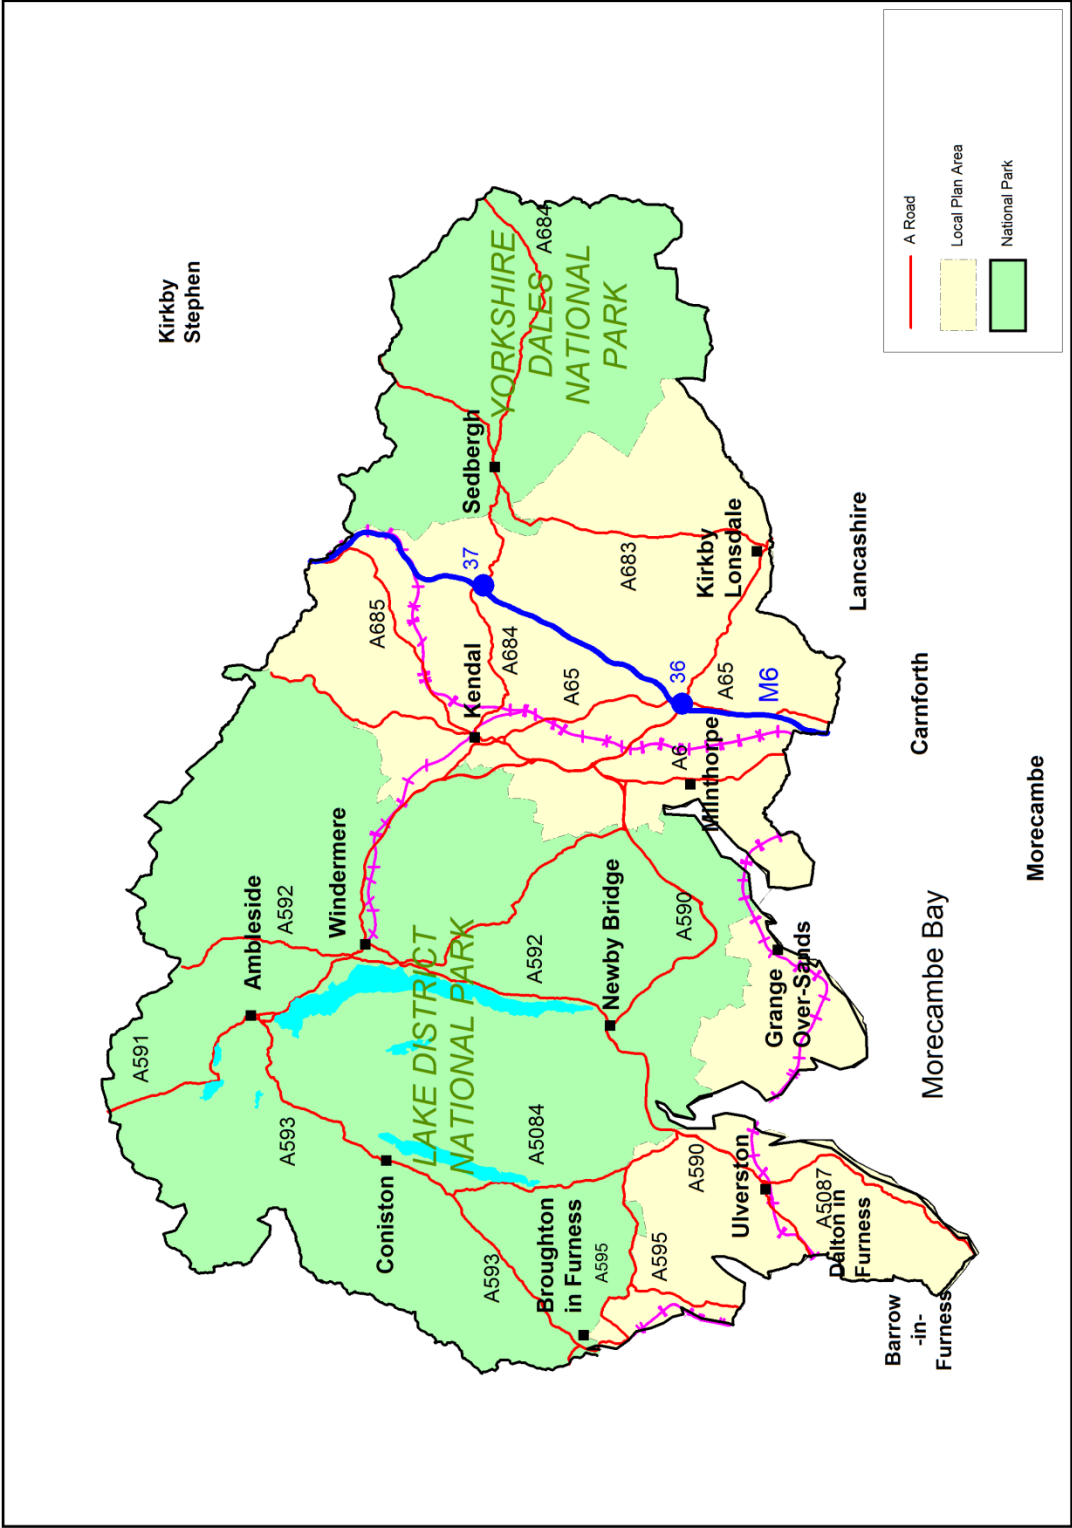 Kirkby
Stephen
A591
Ambleside
A592
A593
Windermere
LAKE DISTRICT
NATIONAL PARK
Coniston
A592
A5084
A593
Newby Bridge
A590
Broughton
in Furness
A595
A595
A590
Ulverston
A5087
Dalton in
Furness
Barrow
-in-
Furness
Grange
Over-Sands
Morecambe Bay
A685
Kendal
A684
37
Sedbergh
YORKSHIRE
DALES
NATIONAL
PARK
A684
A683
A65
36
A65
M6
A6
Milnthorpe
Kirkby
Lonsdale
Lancashire
Carnforth
Morecambe
A Road
Local Plan Area
National Park